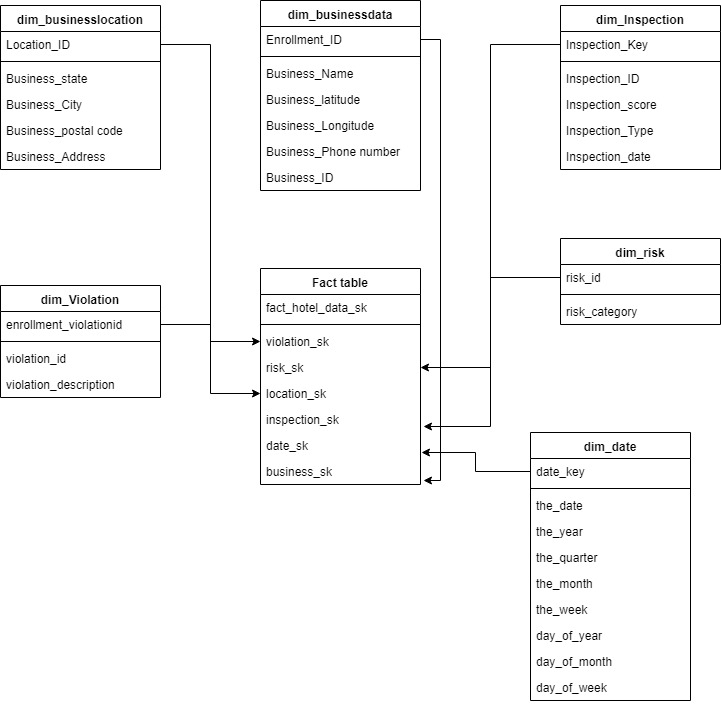 dim_businesslocation
Location_ID
Business_state
Business_City
Business_postal code
Business_Address
dim_businessdata
Enrollment_ID
Business_Name
Business_latitude
Business_Longitude
Business_Phone number
Business_ID
dim_Inspection
Inspection_Key
Inspection_ID
Inspection_score
Inspection_Type
Inspection_date
dim_Violation
enrollment_violationid
violation_id
violation_description
Fact table
fact_hotel_data_sk
violation_sk
risk_sk
location_sk
inspection_sk
date_sk
business_sk
dim_risk
risk_id
risk_category
dim_date
date_key
the_date
the_year
the_quarter
the_month
the_week
day_of_year
day_of_month
day_of_week